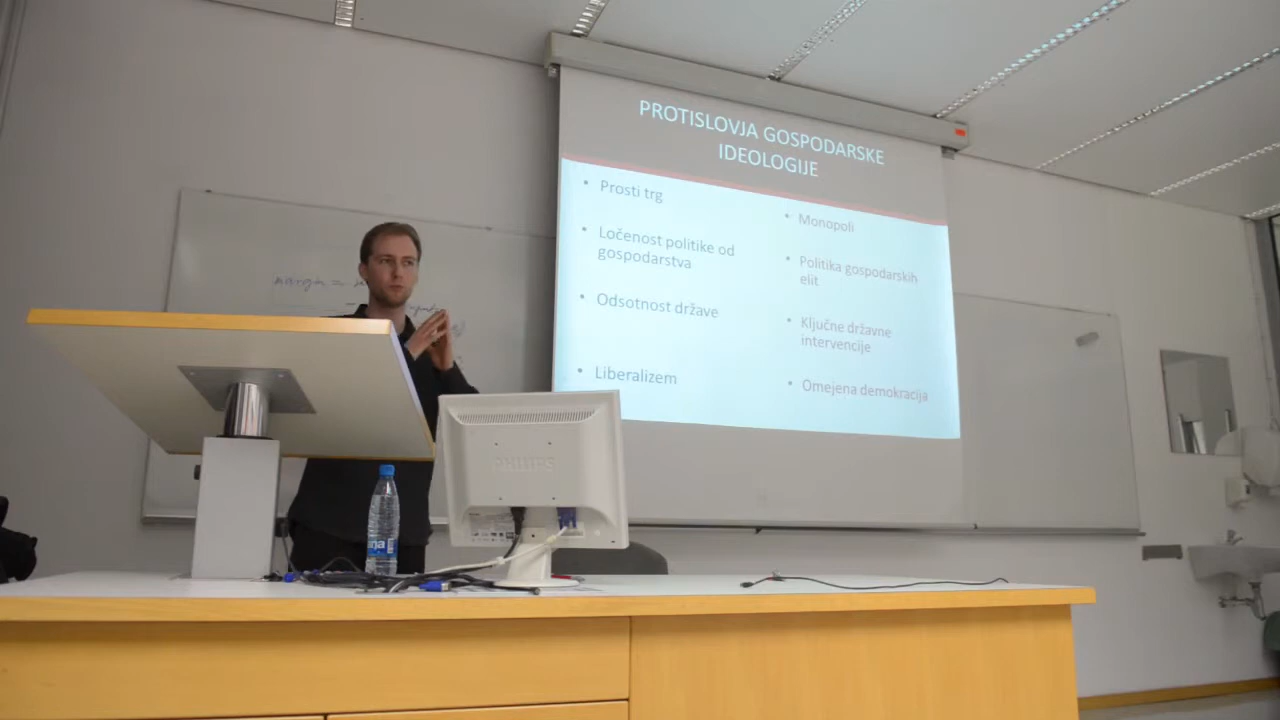 PROTISLOVJA GOSPODARSKE
IDEOLOGIJE
• Prosti trg
• Ločenost politike od
gospodarstva
• Odsotnost države
• Liberalizem
• Monopoli
• Politika gospodarskih
elit
• Ključne državne
intervencije
• Omejena demokracija
margin =
PHILIPS